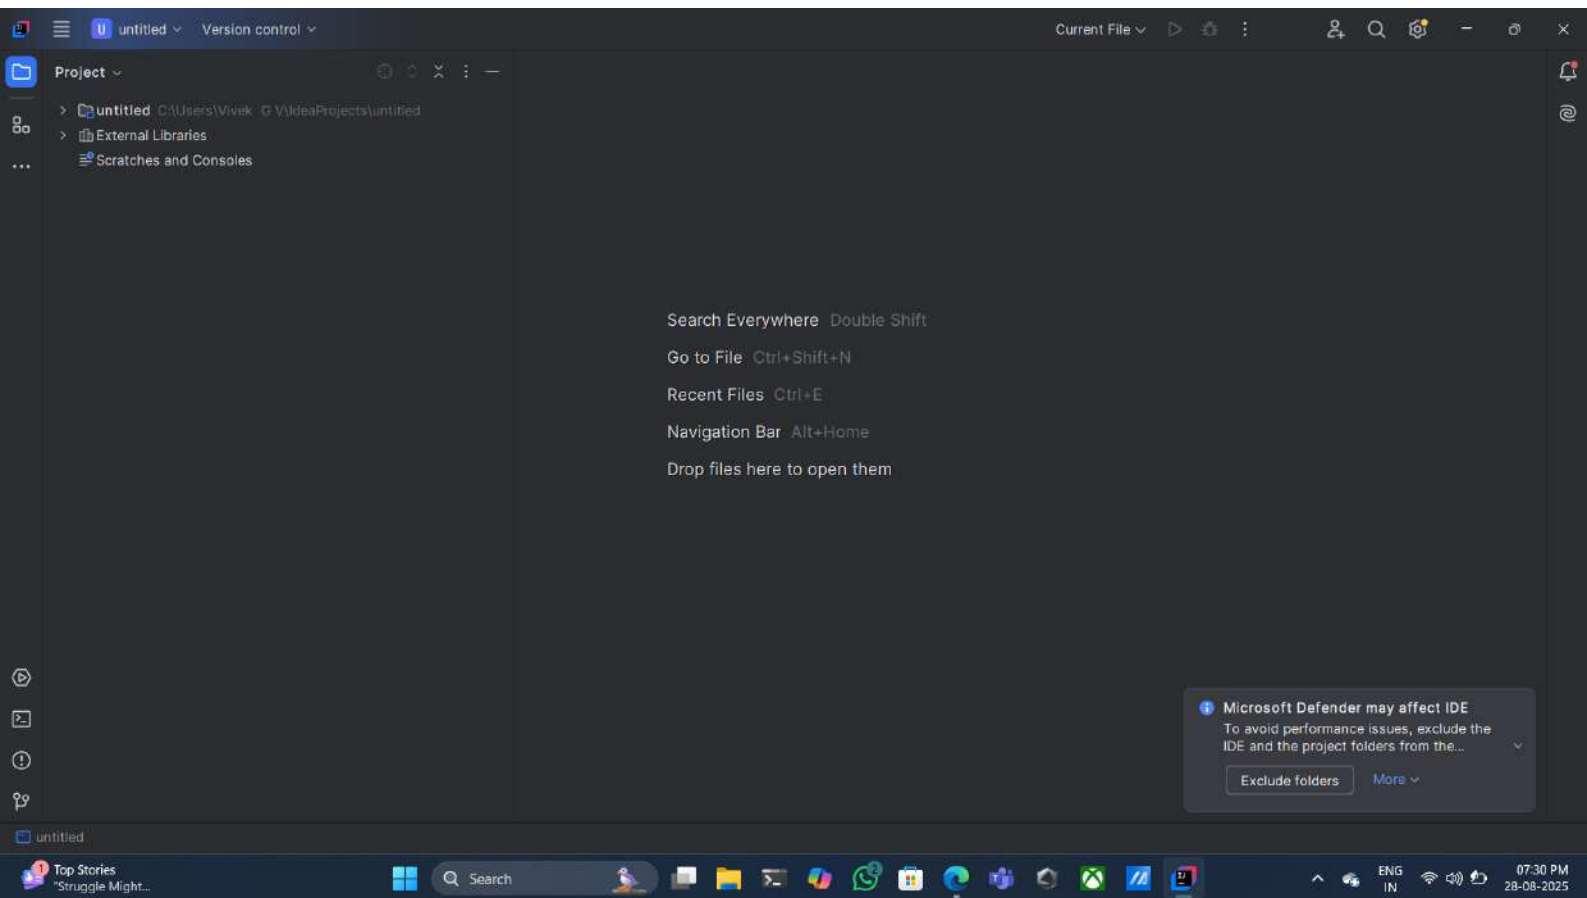 U untitled Version control
Current File
Project
untitled C:\Users\Vivek G V\IdeaProjects\untitled
External Libraries
Scratches and Consoles
Search Everywhere Double Shift
Go to File Ctrl+Shift+N
Recent Files Ctrl+E
Navigation Bar Alt+Home
Drop files here to open them
Microsoft Defender may affect IDE
To avoid performance issues, exclude the
IDE and the project folders from the...
Exclude folders More
untitled
1
Top Stories
"Struggle Might...
Search
2
ENG
IN
07:30 PM
28-08-2025